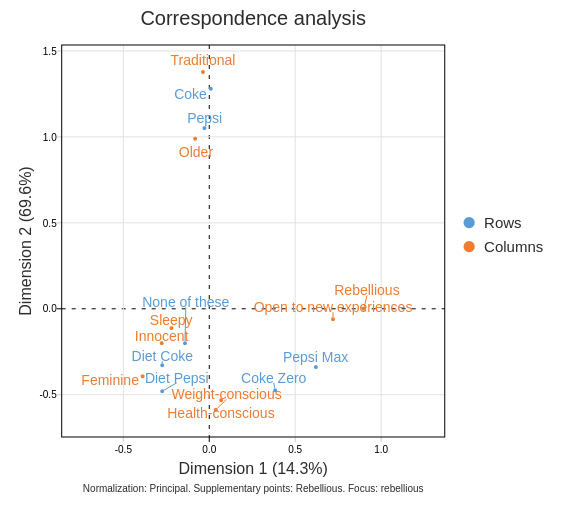 Correspondence analysis
1.5
Traditional
Coke
Pepsi
1.0
Older
Dimension 2 (69.6%)
0.5
Rows
Columns
Rebellious
None of these
Open to new experiences
0.0
Sleepy
Innocent
Diet Coke
Pepsi Max
Feminine
Diet Pepsi
Coke Zero
-0.5
Weight-conscious
Health-conscious
-0.5
0.0
0.5
1.0
Dimension 1 (14.3%)
Normalization: Principal. Supplementary points: Rebellious. Focus: rebellious